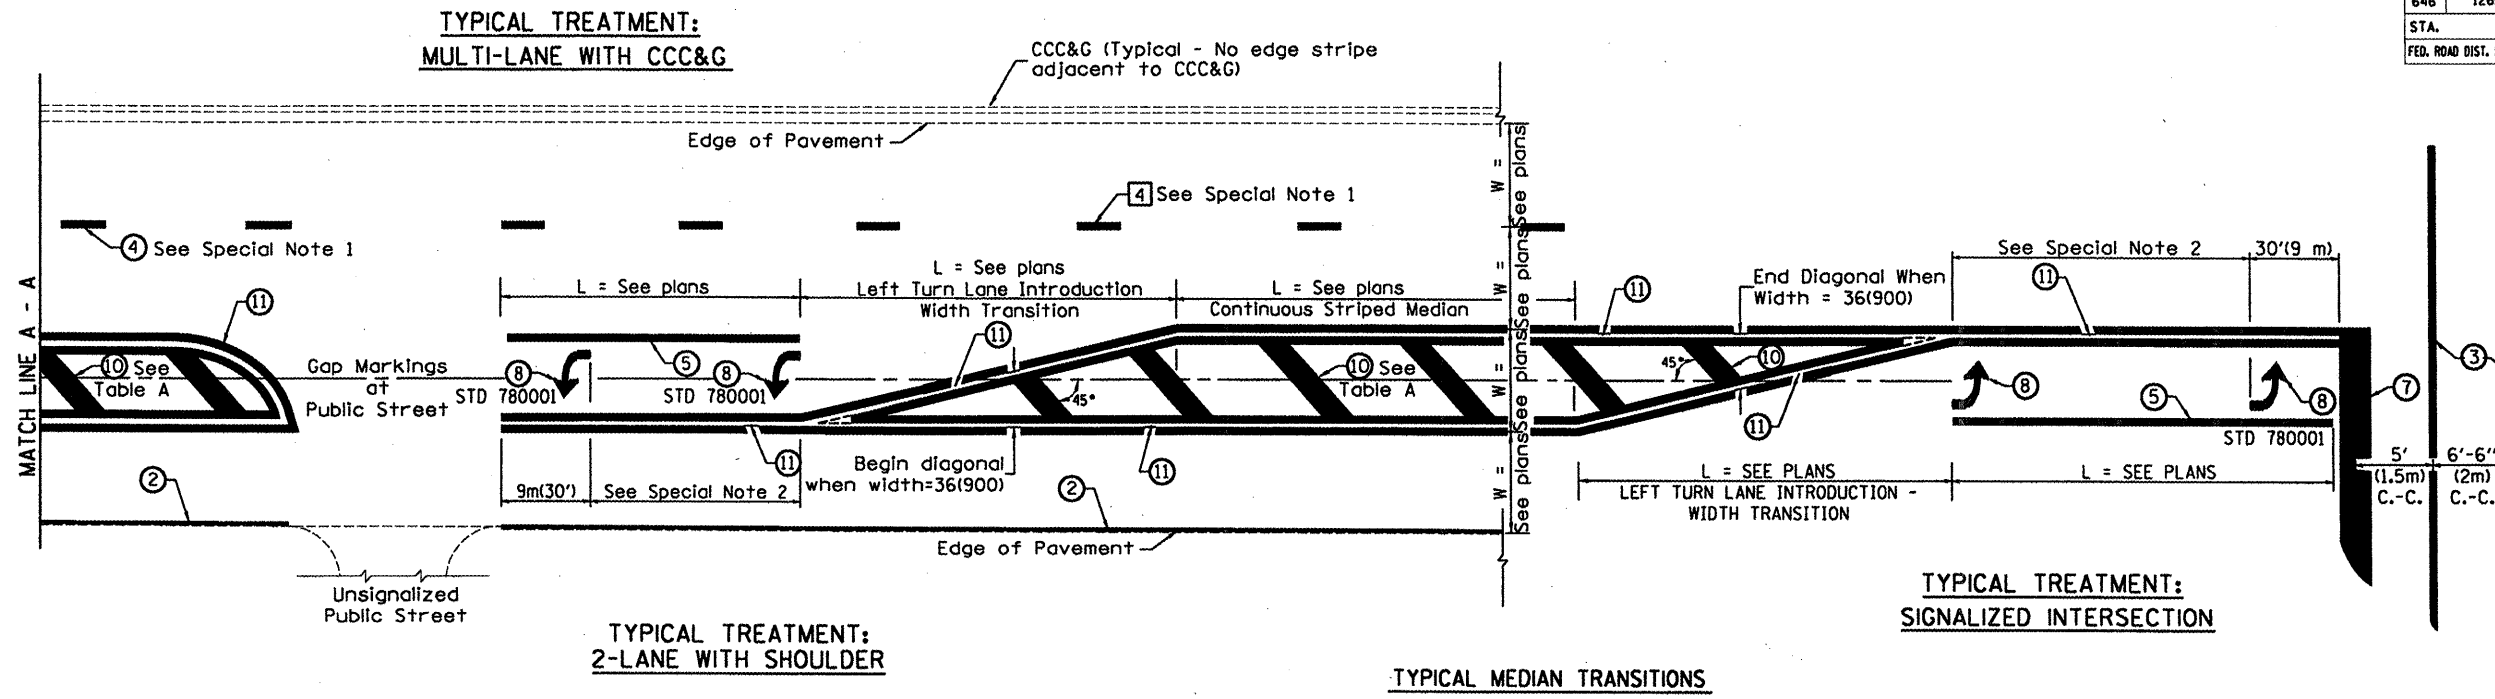 TYPICAL TREATMENT:
MULTI-LANE WITH CCC&G
CCC&G (Typical - No edge stripe
adjacent to CCC&G)
646
STA.
FED. ROAD DIST.
Edge of Pavement
4 See Special Note 1
4 See Special Note 1
MATCH LINE A - A
11
10 See
Table A
Gap Markings
at
Public Street
L = See plans
L = See plans
Left Turn Lane Introduction
Width Transition
L = See plans
Continuous Striped Median
W =
See plans
W =
See plans
W =
See plans
W =
See plans
11
End Diagonal When
Width = 36(900)
See Special Note 2
30'(9 m)
11
11
5
8
STD 780001
8
STD 780001
45°
10 See
Table A
45°
10
8
8
5
STD 780001
3
7
11
11
Begin diagonal
when width=36(900)
11
11
2
2
9m(30')
See Special Note 2
L = SEE PLANS
LEFT TURN LANE INTRODUCTION -
WIDTH TRANSITION
L = SEE PLANS
5'
(1.5m)
C.-C.
6'-6"
(2m)
C.-C.
Edge of Pavement
Unsignalized
Public Street
TYPICAL TREATMENT:
2-LANE WITH SHOULDER
TYPICAL TREATMENT:
SIGNALIZED INTERSECTION
TYPICAL MEDIAN TRANSITIONS